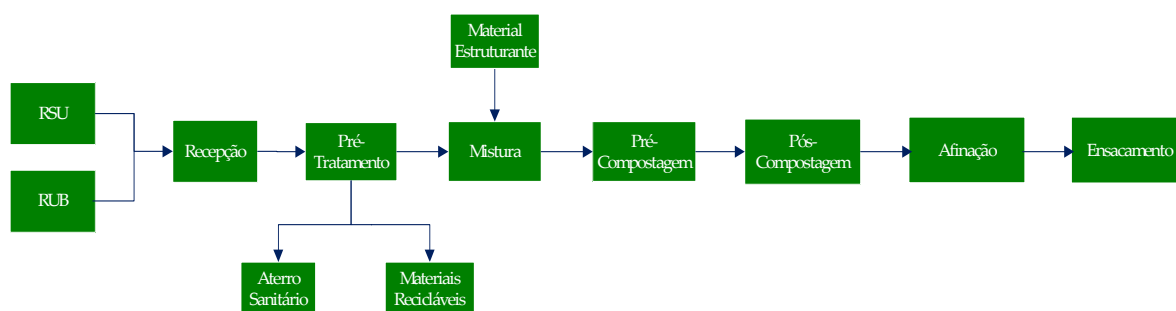 Material
Estruturante
RSU
RUB
Recepção
Pré-
Tratamento
Mistura
Pré-
Compostagem
Pós-
Compostagem
Afinação
Ensacamento
Aterro
Sanitário
Materiais
Recicláveis